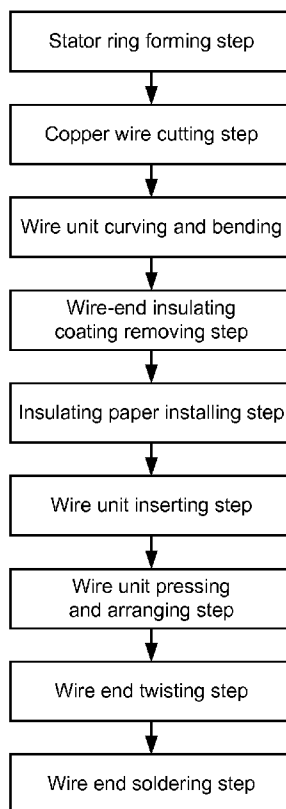 Stator ring forming step
Copper wire cutting step
Wire unit curving and bending
Wire-end insulating
coating removing step
Insulating paper installing step
Wire unit inserting step
Wire unit pressing
and arranging step
Wire end twisting step
Wire end soldering step